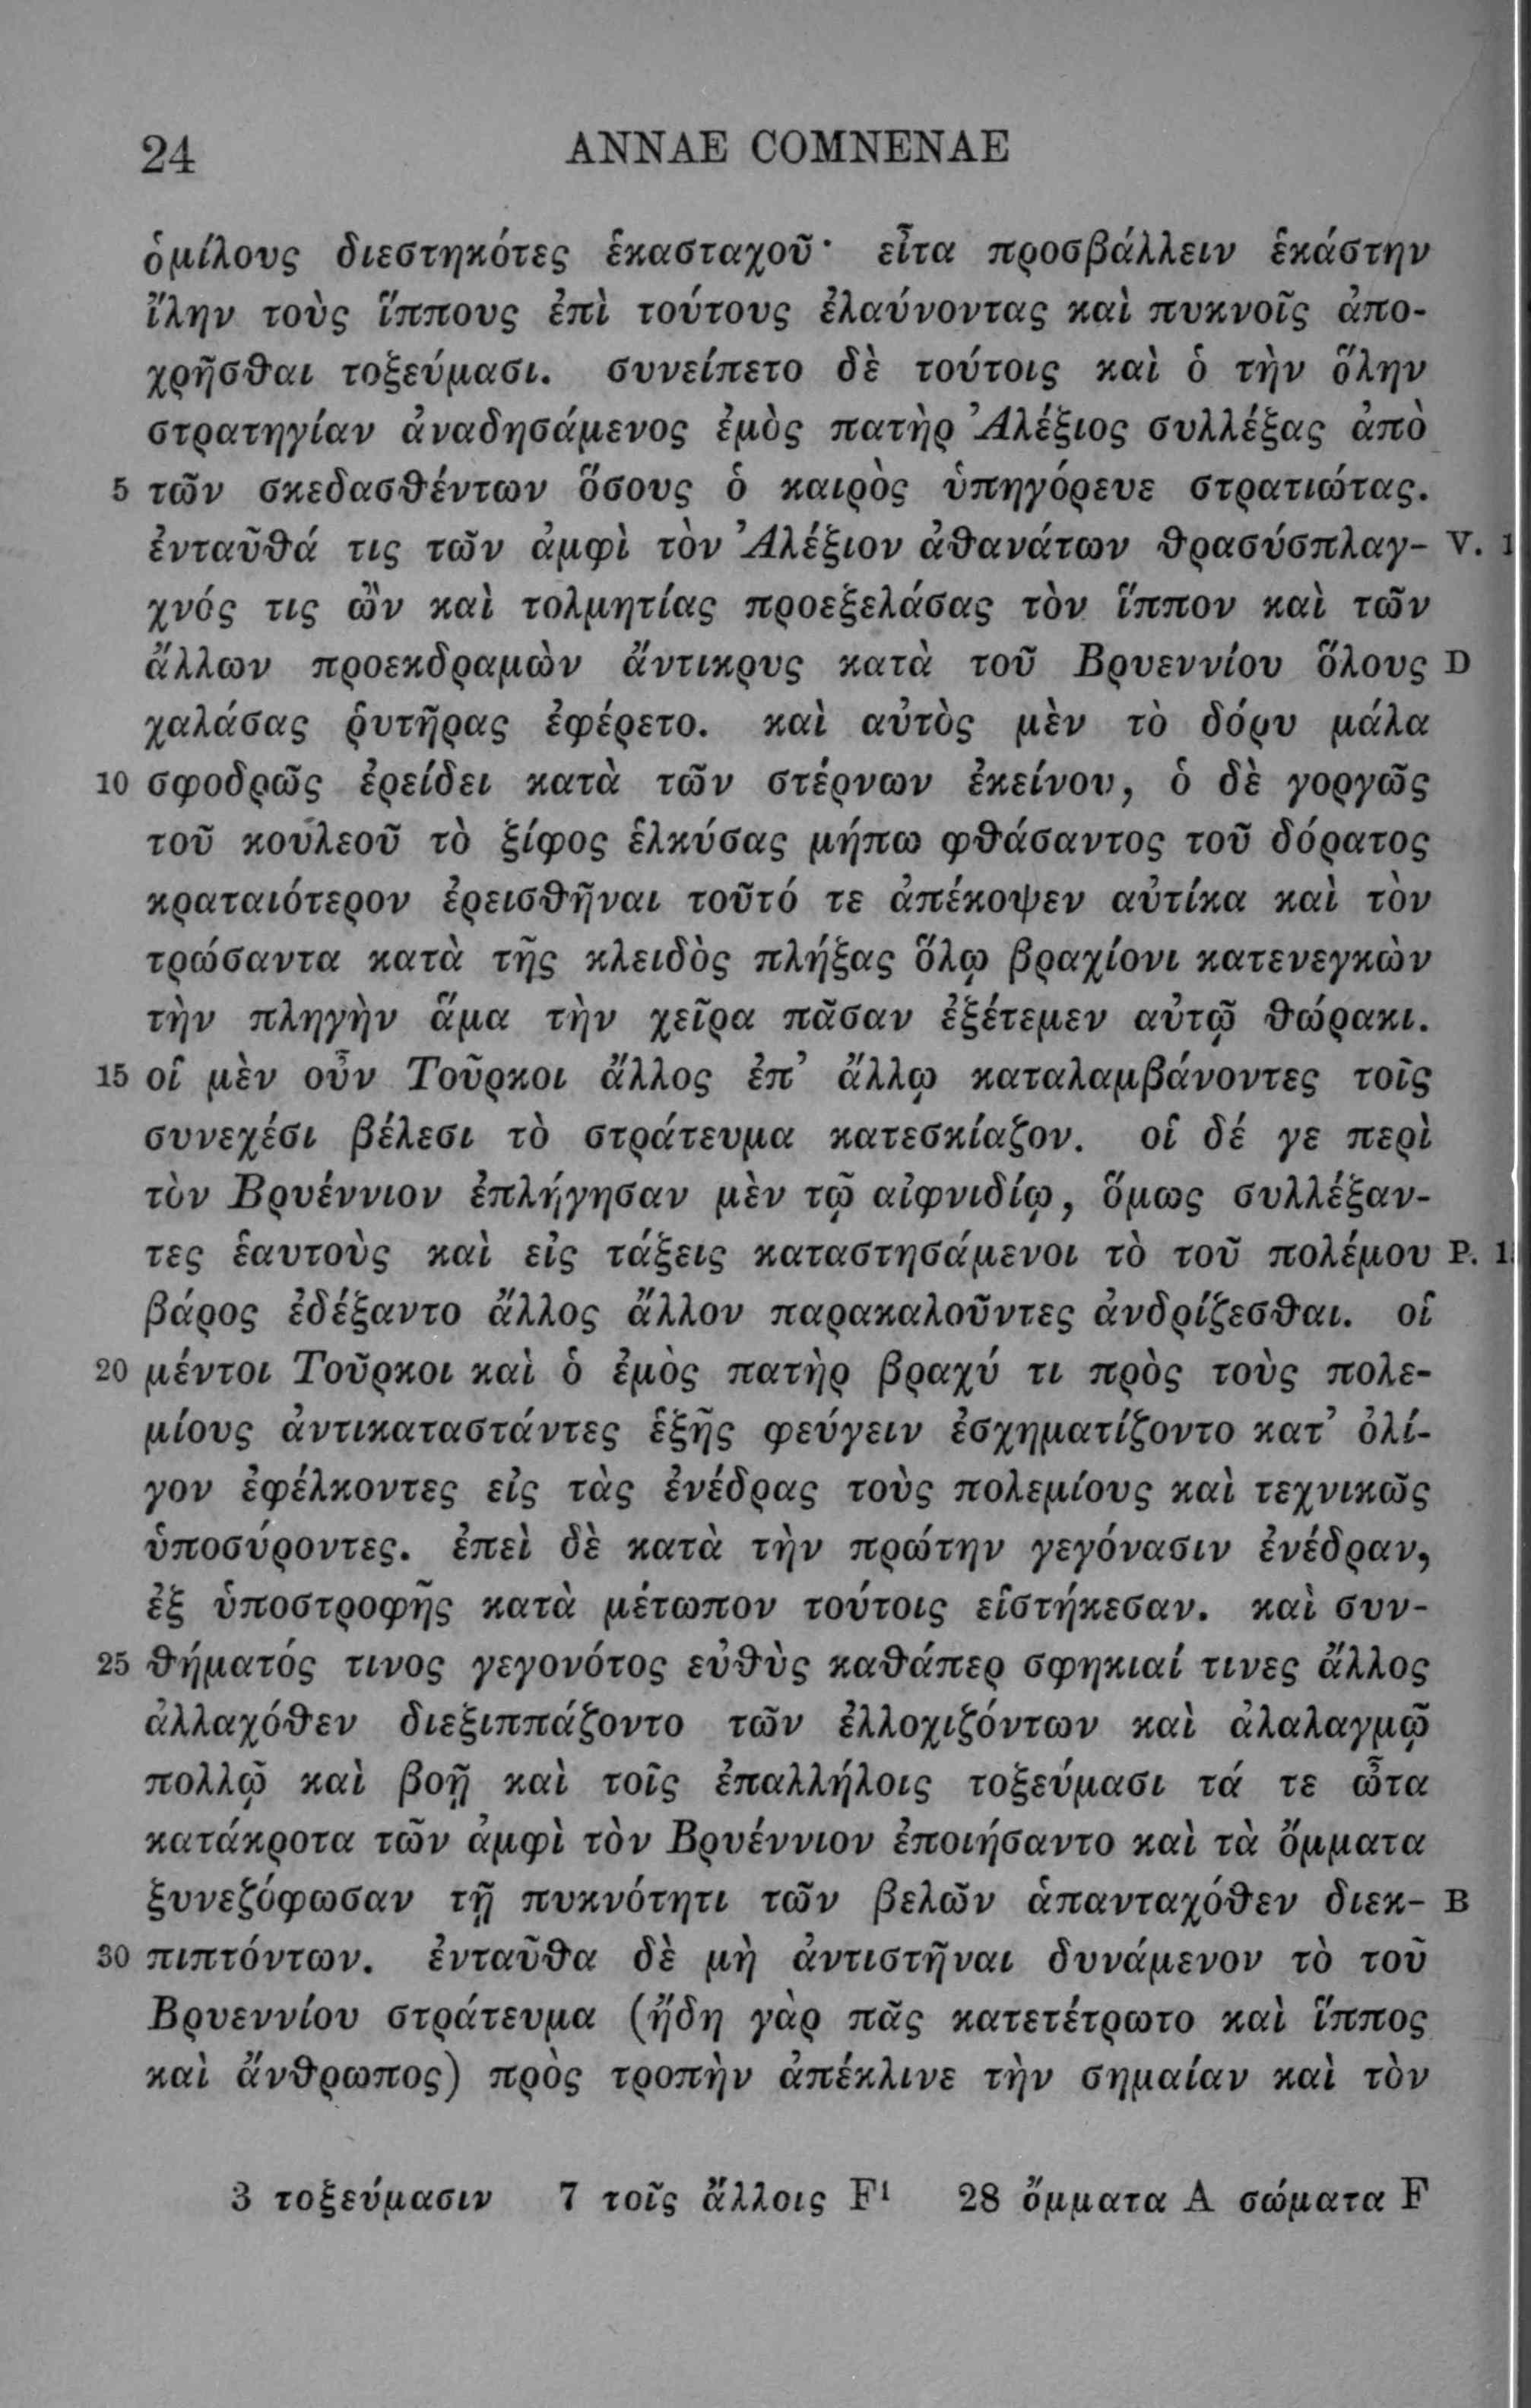 24 ANNAE COMNENAE
ὁμίλους διεστηκότες ἑκασταχοῦ· εἶτα προσβάλλειν ἑκάστην
ἴλην τοὺς ἵππους ἐπὶ τούτους ἐλαύνοντας καὶ πυκνοῖς ἀπο-
χρῆσθαι τοξεύμασι. συνείπετο δὲ τούτοις καὶ ὁ τὴν ὅλην
στρατηγίαν ἀναδησάμενος ἐμὸς πατὴρ Ἀλέξιος συλλέξας ἀπὸ
5 τῶν σκεδασθέντων ὅσους ὁ καιρὸς ὑπηγόρευε στρατιώτας.
ἐνταῦθά τις τῶν ἀμφὶ τὸν Ἀλέξιον ἀθανάτων θρασύσπλαγ- V. 1
χνός τις ὢν καὶ τολμητίας προεξελάσας τὸν ἵππον καὶ τῶν
ἄλλων προεκδραμὼν ἄντικρυς κατὰ τοῦ Βρυεννίου ὅλους D
χαλάσας ῥυτῆρας ἐφέρετο. καὶ αὐτὸς μὲν τὸ δόρυ μάλα
10 σφοδρῶς ἐρείδει κατὰ τῶν στέρνων ἐκείνου, ὁ δὲ γοργῶς
τοῦ κουλεοῦ τὸ ξίφος ἑλκύσας μήπω φθάσαντος τοῦ δόρατος
κραταιότερον ἐρεισθῆναι τοῦτό τε ἀπέκοψεν αὐτίκα καὶ τὸν
τρώσαντα κατὰ τῆς κλειδὸς πλήξας ὅλῳ βραχίονι κατενεγκὼν
τὴν πληγὴν ἅμα τὴν χεῖρα πᾶσαν ἐξέτεμεν αὐτῷ θώρακι.
15 οἱ μὲν οὖν Τοῦρκοι ἄλλος ἐπ’ ἄλλῳ καταλαμβάνοντες τοῖς
συνεχέσι βέλεσι τὸ στράτευμα κατεσκίαζον. οἱ δέ γε περὶ
τὸν Βρυέννιον ἐπλήγησαν μὲν τῷ αἰφνιδίῳ, ὅμως συλλέξαν-
τες ἑαυτοὺς καὶ εἰς τάξεις καταστησάμενοι τὸ τοῦ πολέμου P. 1
βάρος ἐδέξαντο ἄλλος ἄλλον παρακαλοῦντες ἀνδρίζεσθαι. οἱ
20 μέντοι Τοῦρκοι καὶ ὁ ἐμὸς πατὴρ βραχύ τι πρὸς τοὺς πολε-
μίους ἀντικαταστάντες ἑξῆς φεύγειν ἐσχηματίζοντο κατ’ ὀλί-
γον ἐφέλκοντες εἰς τὰς ἐνέδρας τοὺς πολεμίους καὶ τεχνικῶς
ὑποσύροντες. ἐπεὶ δὲ κατὰ τὴν πρώτην γεγόνασιν ἐνέδραν,
ἐξ ὑποστροφῆς κατὰ μέτωπον τούτοις εἱστήκεσαν. καὶ συν-
25 θήματός τινος γεγονότος εὐθὺς καθάπερ σφηκιαί τινες ἄλλος
ἀλλαχόθεν διεξιππάζοντο τῶν ἐλλοχιζόντων καὶ ἀλαλαγμῷ
πολλῷ καὶ βοῇ καὶ τοῖς ἐπαλλήλοις τοξεύμασι τά τε ὦτα
κατάκροτα τῶν ἀμφὶ τὸν Βρυέννιον ἐποιήσαντο καὶ τὰ ὄμματα
ξυνεζόφωσαν τῇ πυκνότητι τῶν βελῶν ἁπανταχόθεν διεκ- B
30 πιπτόντων. ἐνταῦθα δὲ μὴ ἀντιστῆναι δυνάμενον τὸ τοῦ
Βρυεννίου στράτευμα (ἤδη γὰρ πᾶς κατετέτρωτο καὶ ἵππος
καὶ ἄνθρωπος) πρὸς τροπὴν ἀπέκλινε τὴν σημαίαν καὶ τὸν
3 τοξεύμασιν 7 τοῖς ἄλλοις F¹ 28 ὄμματα A σώματα F